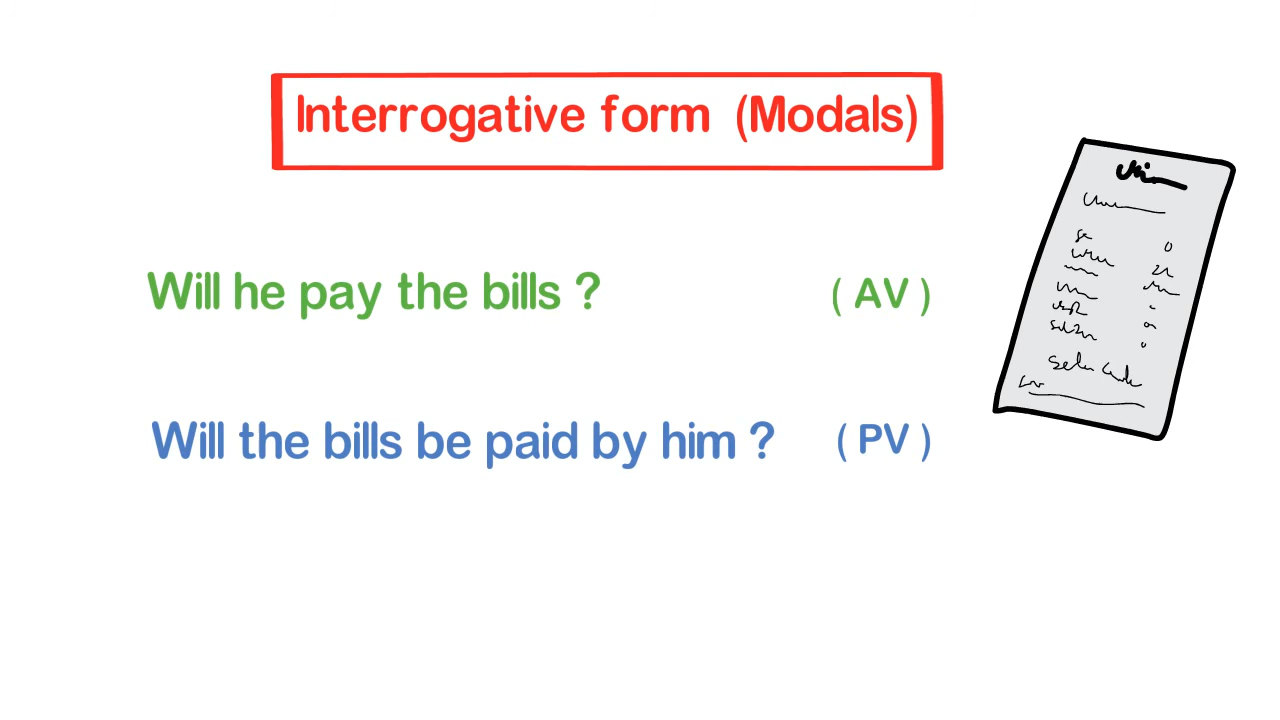 Interrogative form (Modals)
Will he pay the bills ? ( AV )
Will the bills be paid by him ? ( PV )